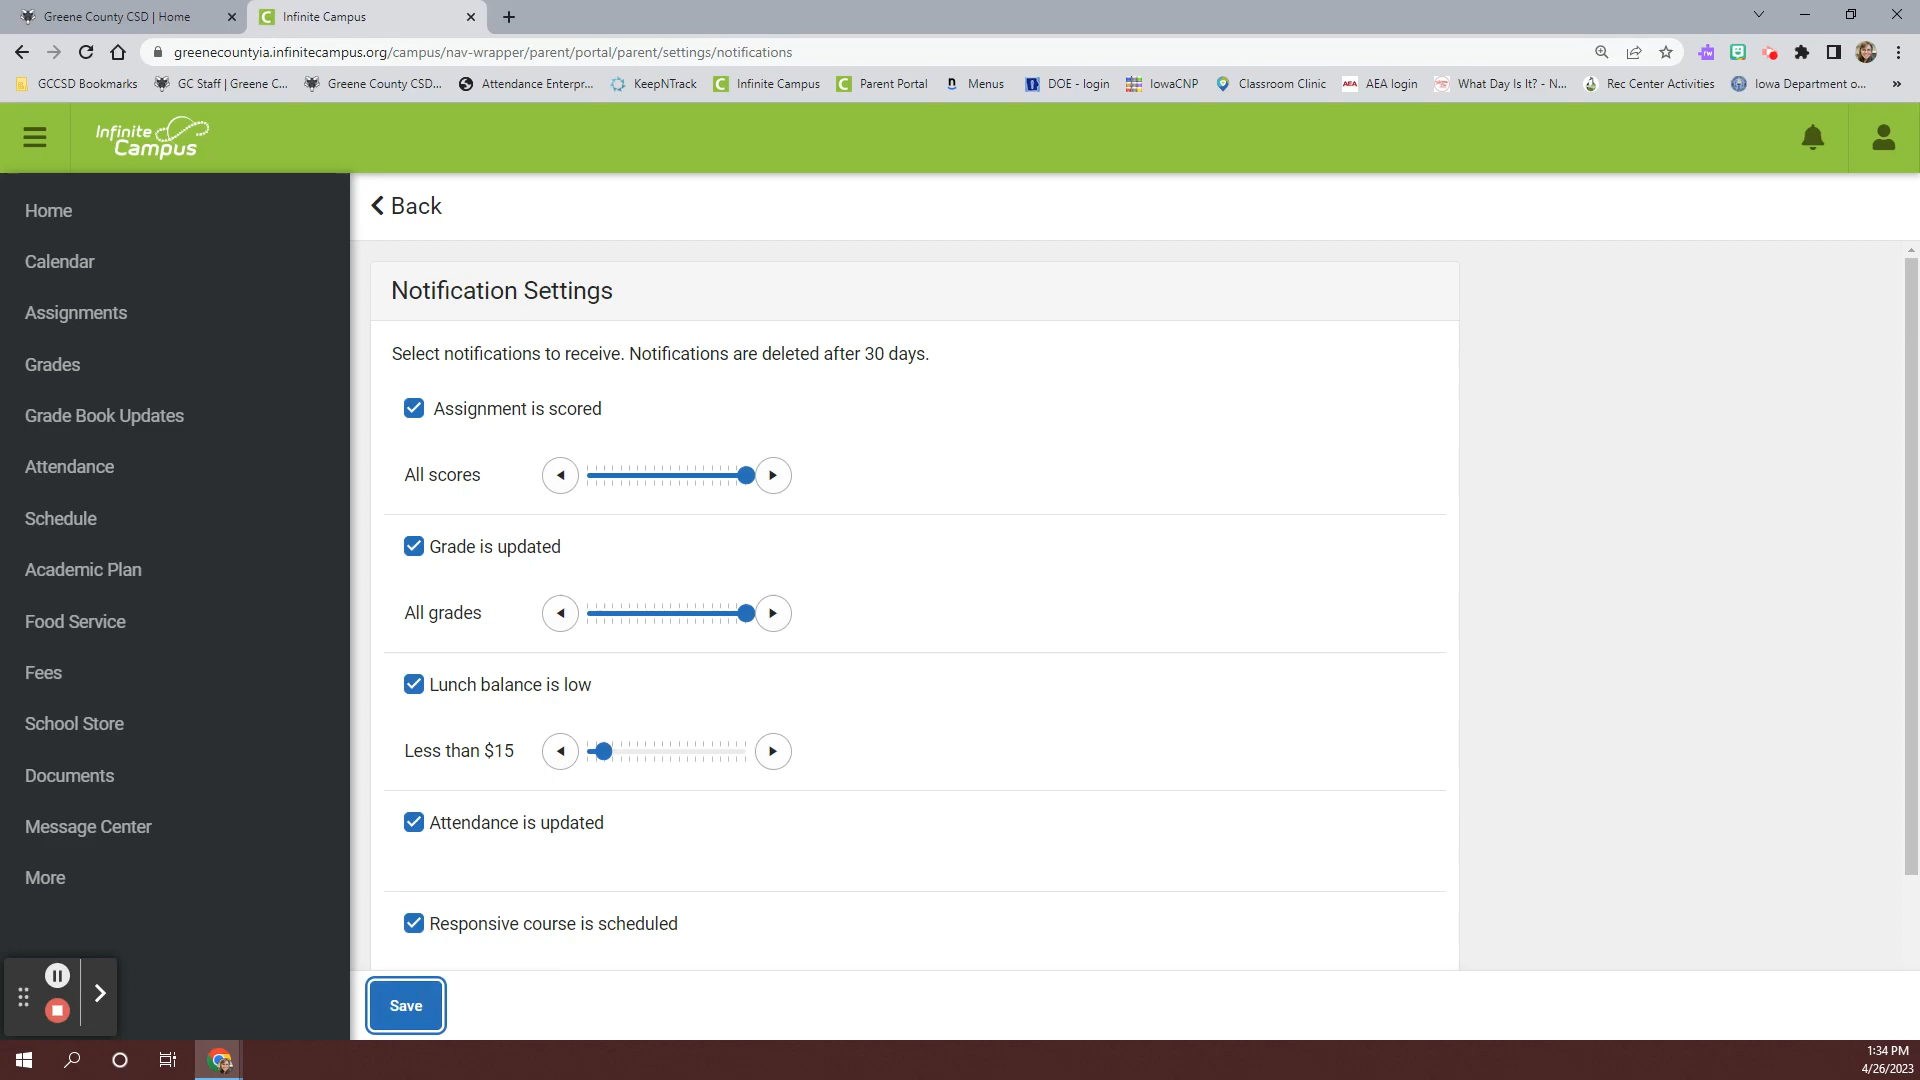 Greene County CSD | Home
Infinite Campus
greenecountyia.infinitecampus.org/campus/nav-wrapper/parent/portal/parent/settings/notifications
GCCSD Bookmarks
GC Staff | Greene C...
Greene County CSD...
Attendance Enterpr...
KeepNTrack
Infinite Campus
Parent Portal
Menus
DOE - login
IowaCNP
Classroom Clinic
AEA login
What Day Is It? - N...
Rec Center Activities
Iowa Department o...
Infinite
Campus
Home
Calendar
Assignments
Grades
Grade Book Updates
Attendance
Schedule
Academic Plan
Food Service
Fees
School Store
Documents
Message Center
More
Back
Notification Settings
Select notifications to receive. Notifications are deleted after 30 days.
Assignment is scored
All scores
Grade is updated
All grades
Lunch balance is low
Less than $15
Attendance is updated
Responsive course is scheduled
Save
1:34 PM
4/26/2023